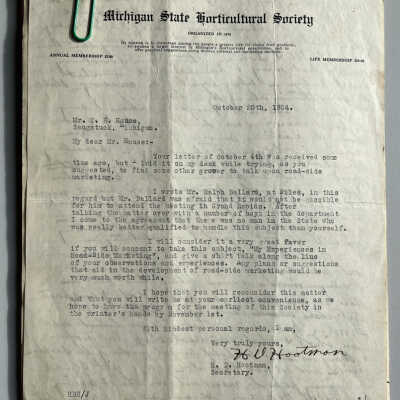 Michigan State Horticultural Society
ORGANIZED IN 1870
ANNUAL MEMBERSHIP $1.00
LIFE MEMBERSHIP
October 20th, 1924.
Saugatuck, Michigan.
My dear Mr.
Your letter of October 4th was received some
time ago, but I laid it on my desk while trying, as you
suggested, to find some other grower to talk upon road-side
marketing.
I wrote Mr. Ralph Ballard, at Niles, in this
regard but Mr. Ballard was afraid that it would not be possible
for him to attend the meeting in Grand Rapids. After
talking the matter over with a number of boys in the department
I come to the agreement that there was no man in the State who
was really better qualified to handle this subject than yourself.
I will consider it a very great favor
if you will consent to take this subject, "My Experiences in
Road-Side Marketing", and give a short talk along the line
of your observations and experiences. Any plans or suggestions
that aid in the development of road-side marketing would be
very much worth while.
I hope that you will reconsider this matter
and that you will write me at your earliest convenience, as we
hope to have the program for the meeting of this Society in
the printer's hands by November 1st.
With kindest personal regards, I am,
Very truly yours,
H D Hootman
H. D. Hootman,
Secretary.
HDH/J